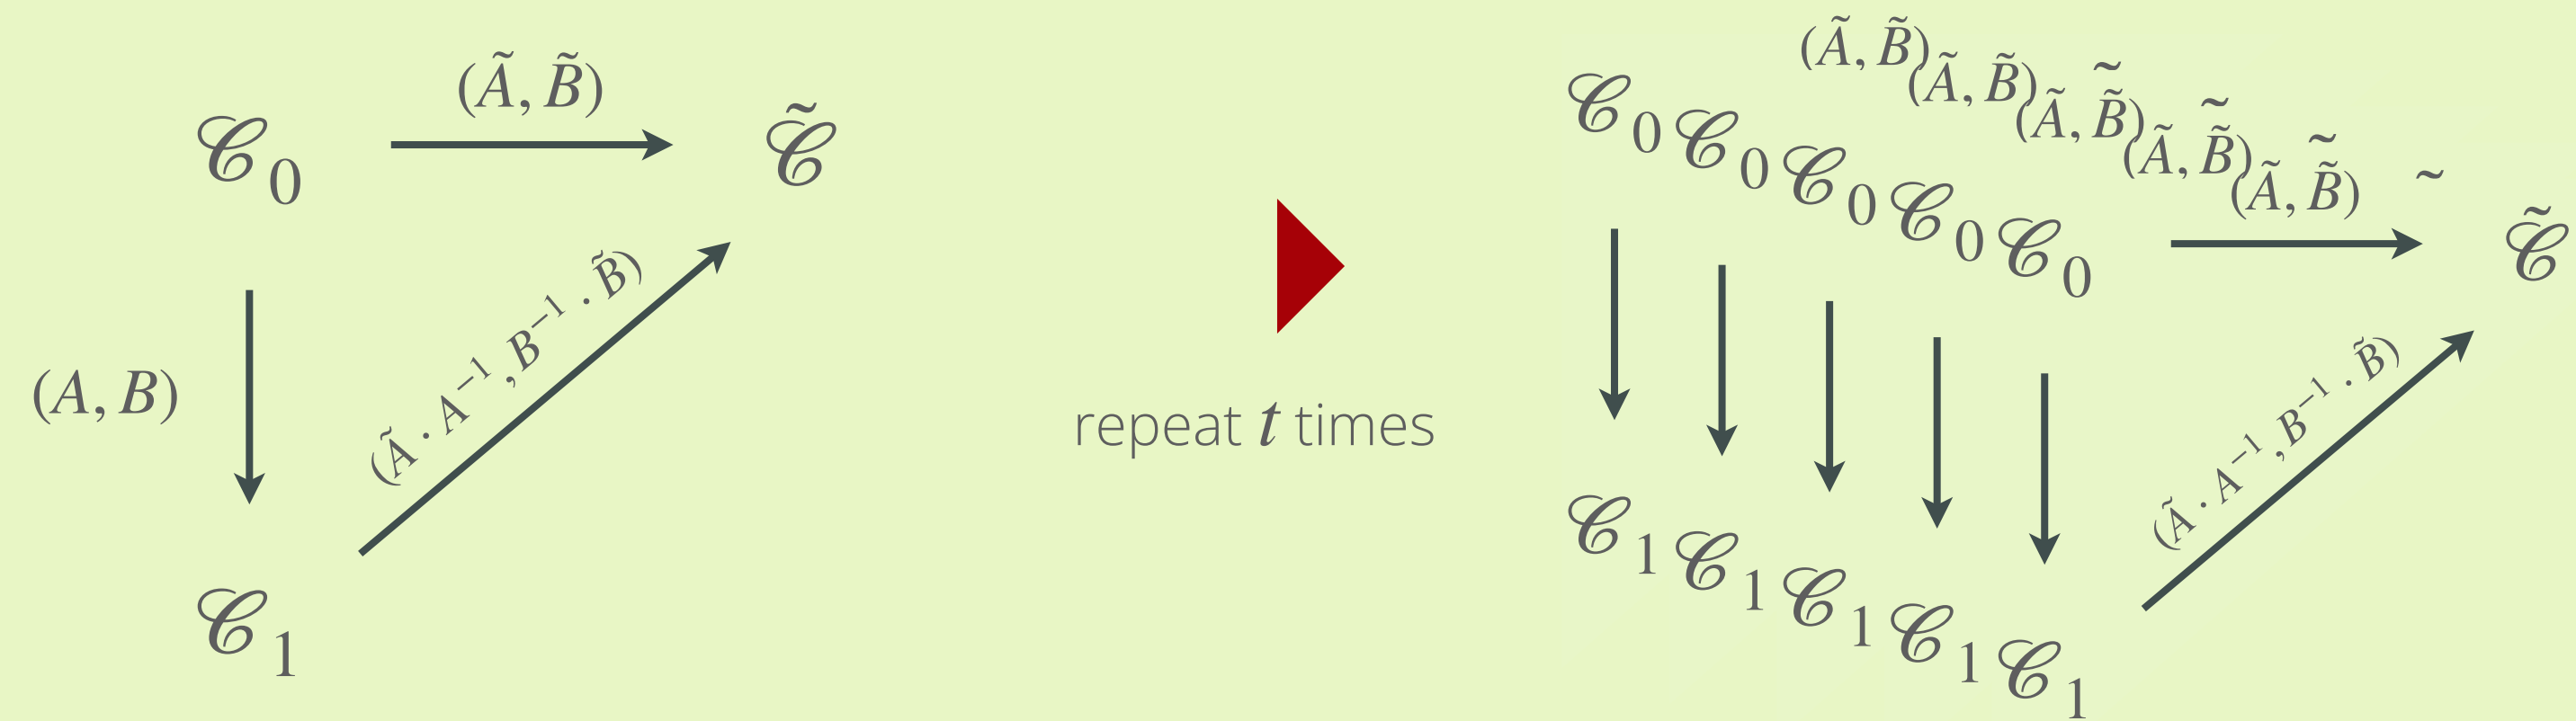 (Ã, B̃)
𝒞₀ 𝒞̃
(A, B)
(Ã · A⁻¹, B⁻¹ · B̃)
𝒞₁
repeat t times
(Ã, B̃)
(Ã, B̃)
(Ã, B̃)
(Ã, B̃)
(Ã, B̃)
𝒞₀ 𝒞₀ 𝒞₀ 𝒞₀ 𝒞₀ 𝒞̃
(Ã · A⁻¹, B⁻¹ · B̃)
𝒞₁ 𝒞₁ 𝒞₁ 𝒞₁ 𝒞₁